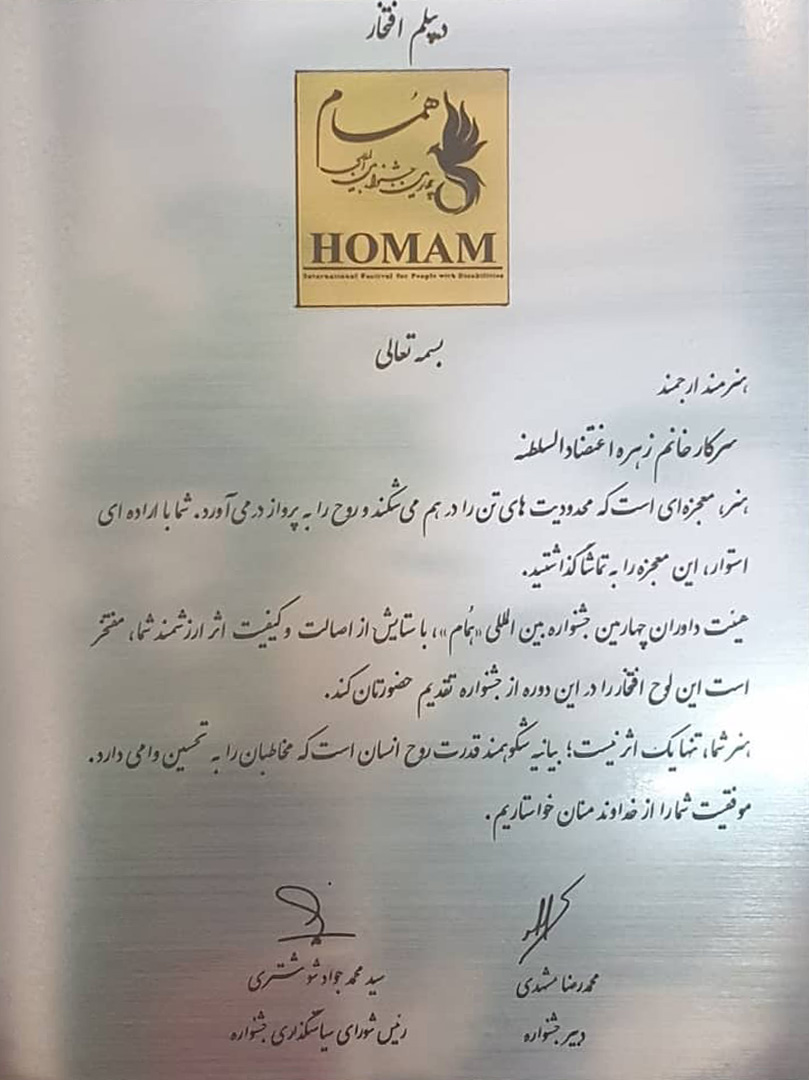 دیپلم افتخار
همام
چهارمین جشنواره بین المللی
HOMAM
International Festival for People with Disabilities
بسمه تعالی
هنرمند ارجمند
سرکار خانم زهره اعتضادالسلطنه
هنر، معجزه‌ای است که محدودیت های تن را در هم می شکند و روح را به پرواز درمی آورد. شما با اراده ای
استوار، این معجزه را به تماشا گذاشتید.
هیئت داوران چهارمین جشنواره بین المللی «هُمام»، با ستایش از اصالت و کیفیت اثر ارزشمند شما، مفتخر
است این لوح افتخار را در این دوره از جشنواره تقدیم حضورتان کند.
هنر شما، تنها یک اثر نیست؛ بیانیه شکوهمند قدرت روح انسان است که مخاطبان را به تحسین وامی دارد.
موفقیت شما را از خداوند منان خواستاریم.
محمدرضا مشهدی
دبیر جشنواره
سید محمد جواد شوشتری
رئیس شورای سیاستگذاری جشنواره